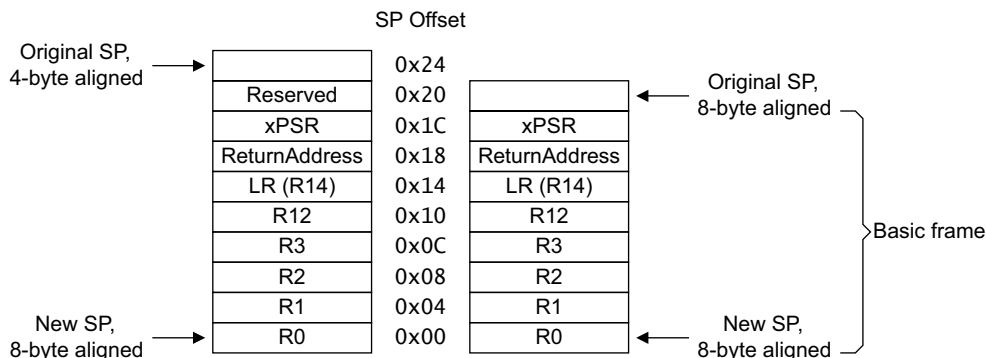 SP Offset
Original SP,
4-byte aligned
0x24
Original SP,
8-byte aligned
Reserved 0x20
xPSR 0x1C xPSR
ReturnAddress 0x18 ReturnAddress
LR (R14) 0x14 LR (R14)
R12 0x10 R12
R3 0x0C R3
Basic frame
R2 0x08 R2
R1 0x04 R1
New SP,
8-byte aligned
R0 0x00 R0
New SP,
8-byte aligned